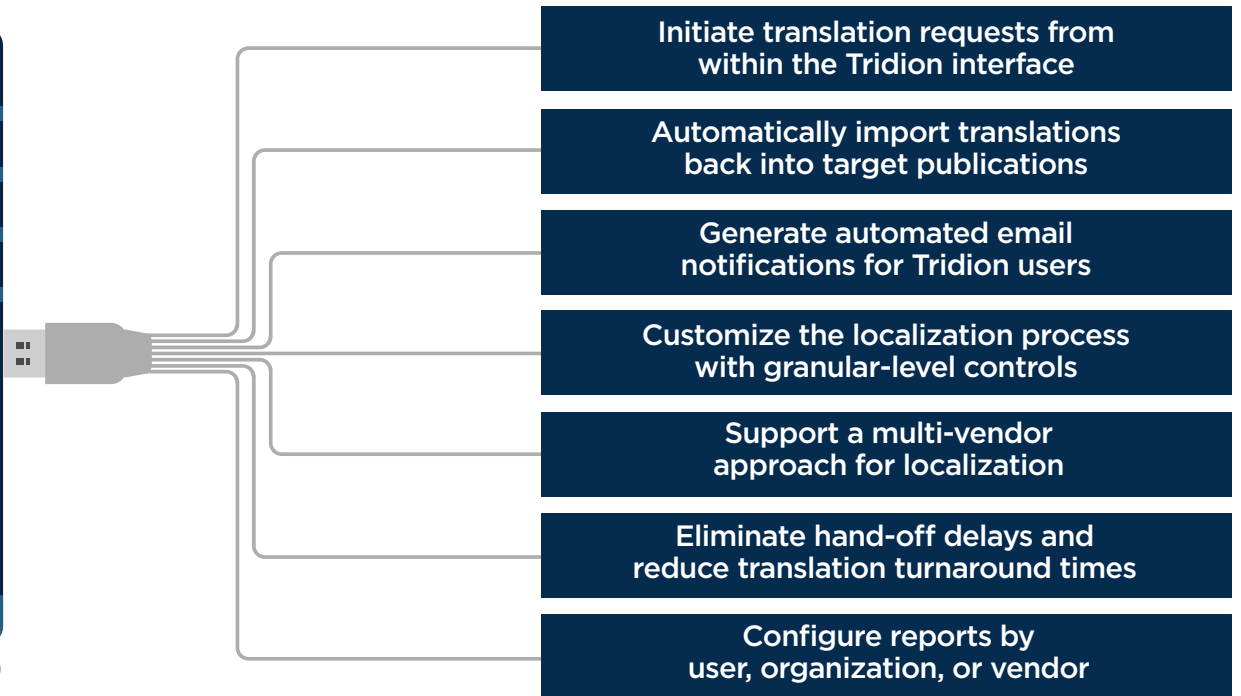 Initiate translation requests from
within the Tridion interface
Automatically import translations
back into target publications
Generate automated email
notifications for Tridion users
Customize the localization process
with granular-level controls
Support a multi-vendor
approach for localization
Eliminate hand-off delays and
reduce translation turnaround times
Configure reports by
user, organization, or vendor